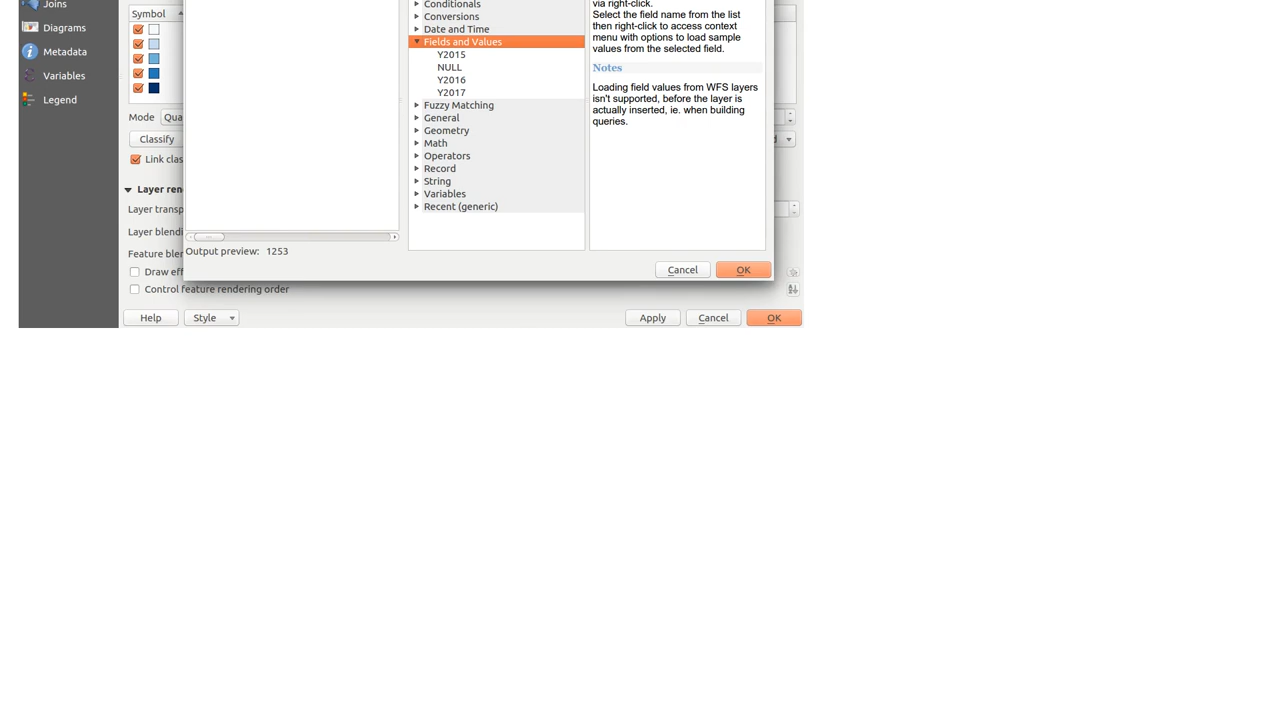 Joins
Diagrams
Metadata
Variables
Legend
Symbol
Mode Qua
Classify
Link clas
Layer ren
Layer transp
Layer blendi
Feature blen
Draw eff
Control feature rendering order
Help
Style
Output preview: 1253
Conditionals
Conversions
Date and Time
Fields and Values
Y2015
NULL
Y2016
Y2017
Fuzzy Matching
General
Geometry
Math
Operators
Record
String
Variables
Recent (generic)
via right-click.
Select the field name from the list
then right-click to access context
menu with options to load sample
values from the selected field.
Notes
Loading field values from WFS layers
isn't supported, before the layer is
actually inserted, ie. when building
queries.
Cancel
OK
Apply
Cancel
OK